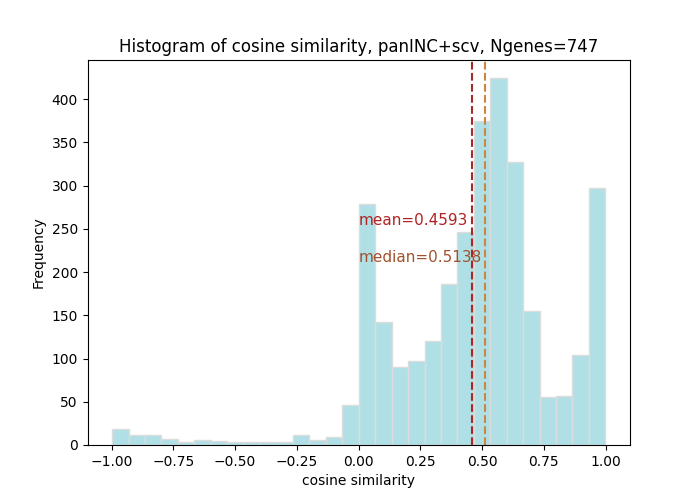 Histogram of cosine similarity, panINC+scv, Ngenes=747
400
350
300
250
200
150
100
50
0
Frequency
mean=0.4593
median=0.5138
−1.00 −0.75 −0.50 −0.25 0.00 0.25 0.50 0.75 1.00
cosine similarity